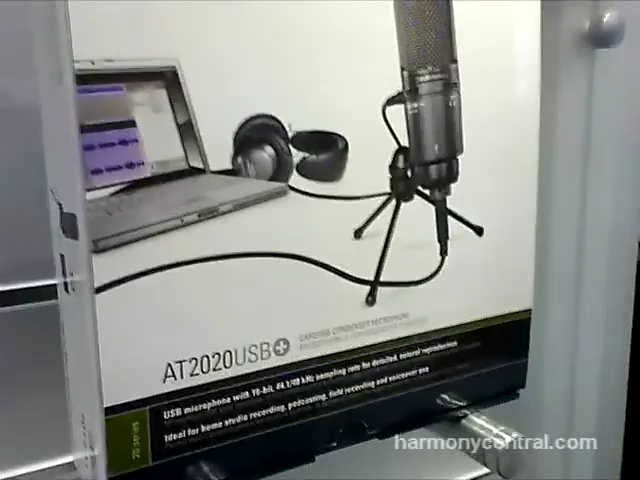 AT2020USB+
CARDIOID CONDENSER MICROPHONE
USB microphone with 16-bit, 44.1/48 kHz sampling rate for detailed, natural reproduction
Ideal for home studio recording, podcasting, field recording and voiceover use
20 series
harmonycentral.com